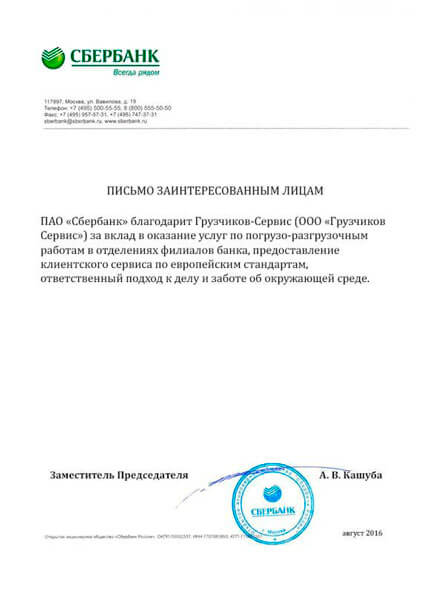 СБЕРБАНК
Всегда рядом
117997, Москва, ул. Вавилова, д. 19
Телефон: +7 (495) 500-55-55, 8 (800) 555-50-50
Факс: +7 (495) 957-57-31, +7 (495) 747-37-31
sberbank@sberbank.ru, www.sberbank.ru
ПИСЬМО ЗАИНТЕРЕСОВАННЫМ ЛИЦАМ
ПАО «Сбербанк» благодарит Грузчиков-Сервис (ООО «Грузчиков
Сервис») за вклад в оказание услуг по погрузо-разгрузочным
работам в отделениях филиалов банка, предоставление
клиентского сервиса по европейским стандартам,
ответственный подход к делу и заботе об окружающей среде.
Заместитель Председателя
А. В. Кашуба
СБЕРБАНК
г. Москва
август 2016
Открытое акционерное общество «Сбербанк России»,